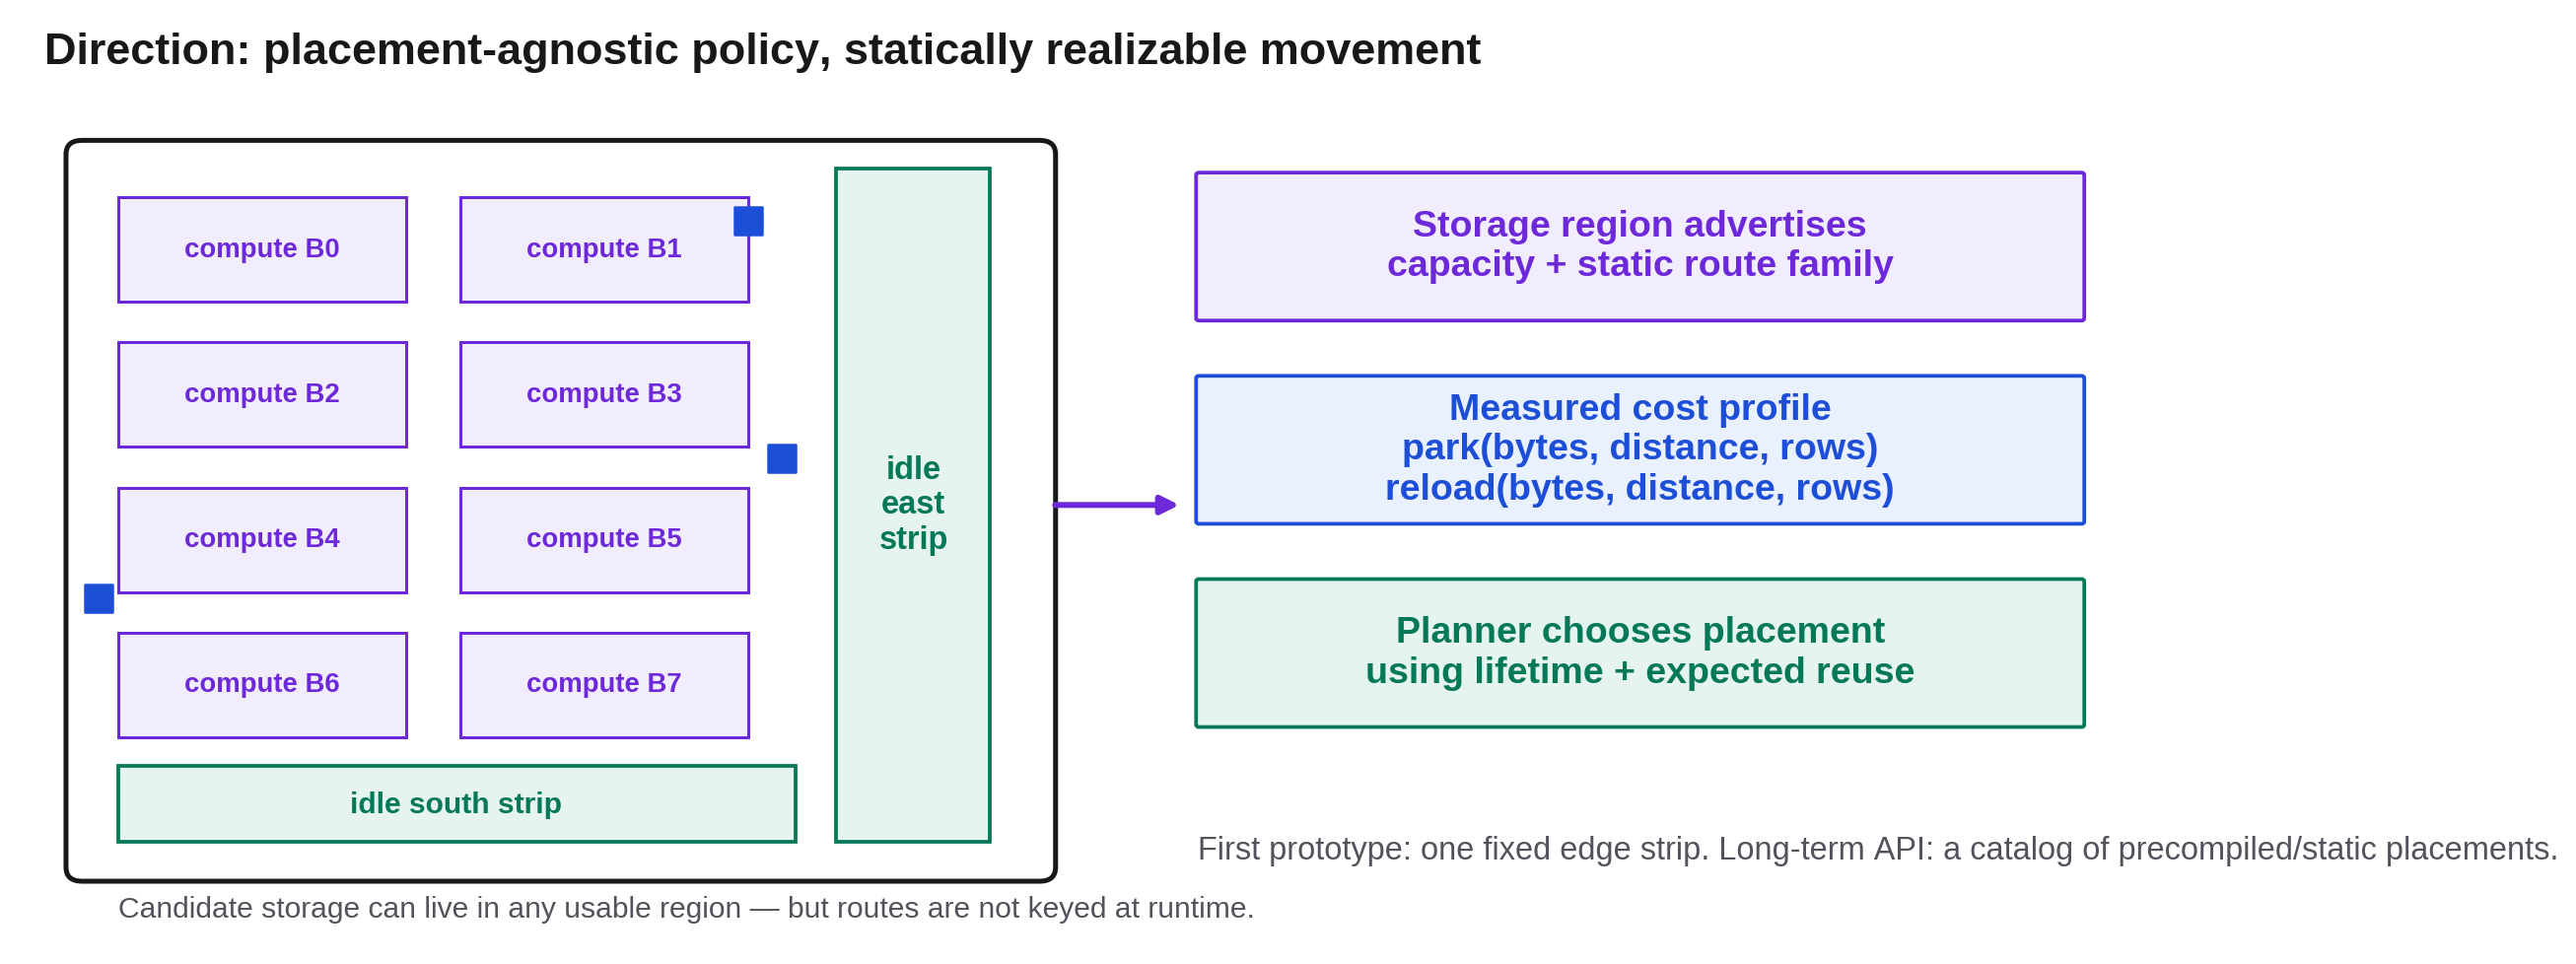 Direction: placement-agnostic policy, statically realizable movement
compute B0
compute B1
compute B2
compute B3
compute B4
compute B5
compute B6
compute B7
idle
east
strip
idle south strip
Candidate storage can live in any usable region — but routes are not keyed at runtime.
Storage region advertises
capacity + static route family
Measured cost profile
park(bytes, distance, rows)
reload(bytes, distance, rows)
Planner chooses placement
using lifetime + expected reuse
First prototype: one fixed edge strip. Long-term API: a catalog of precompiled/static placements.